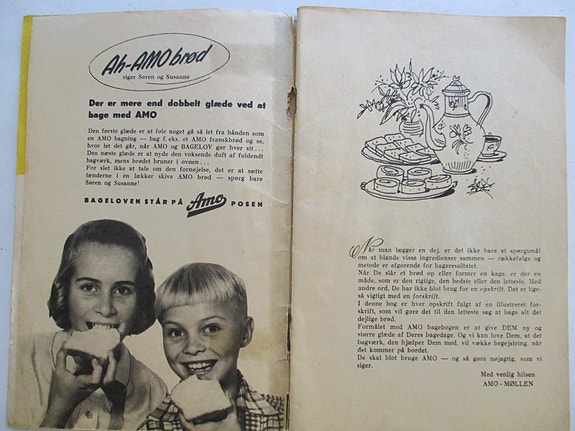 Ah-AMO brød
siger Søren og Susanne
Der er mere end dobbelt glæde ved at
bage med AMO
Den første glæde er at føle noget gå så let fra hånden som
en AMO bagning — bag f. eks. et AMO franskbrød og se,
hvor let det går, når AMO og BAGELOV gør hver sit ...
Den næste glæde er at nyde den voksende duft af fuldendt
bagværk, mens brødet bruner i ovnen ...
For slet ikke at tale om den fornøjelse, det er at sætte
tænderne i en lækker skive AMO brød — spørg bare
Søren og Susanne!
BAGELOVEN STÅR PÅ Amo POSEN
Når man lægger en dej, er det ikke bare et spørgsmål
om at blande visse ingredienser sammen — rækkefølge og
metode er afgørende for bageresultatet.
Når De slår et brød op eller former en kage, er der en
måde, som er den rigtige, den bedste eller den letteste. Med
andre ord, De har ikke blot brug for en opskrift. Det er lige-
så vigtigt med en forskrift.
I denne bog er hver opskrift fulgt af en illustreret for-
skrift, som vil gøre det til den letteste sag at bage alt det
dejlige brød.
Formålet med AMO bagebogen er at give DEM ny og
større glæde af Deres bagedage. Og vi kan love Dem, at det
bagværk, den hjælper Dem med, vil vække begejstring, når
det kommer på bordet.
De skal blot bruge AMO — og så gøre nøjagtig, som vi
siger.
Med venlig hilsen
AMO - MØLLEN